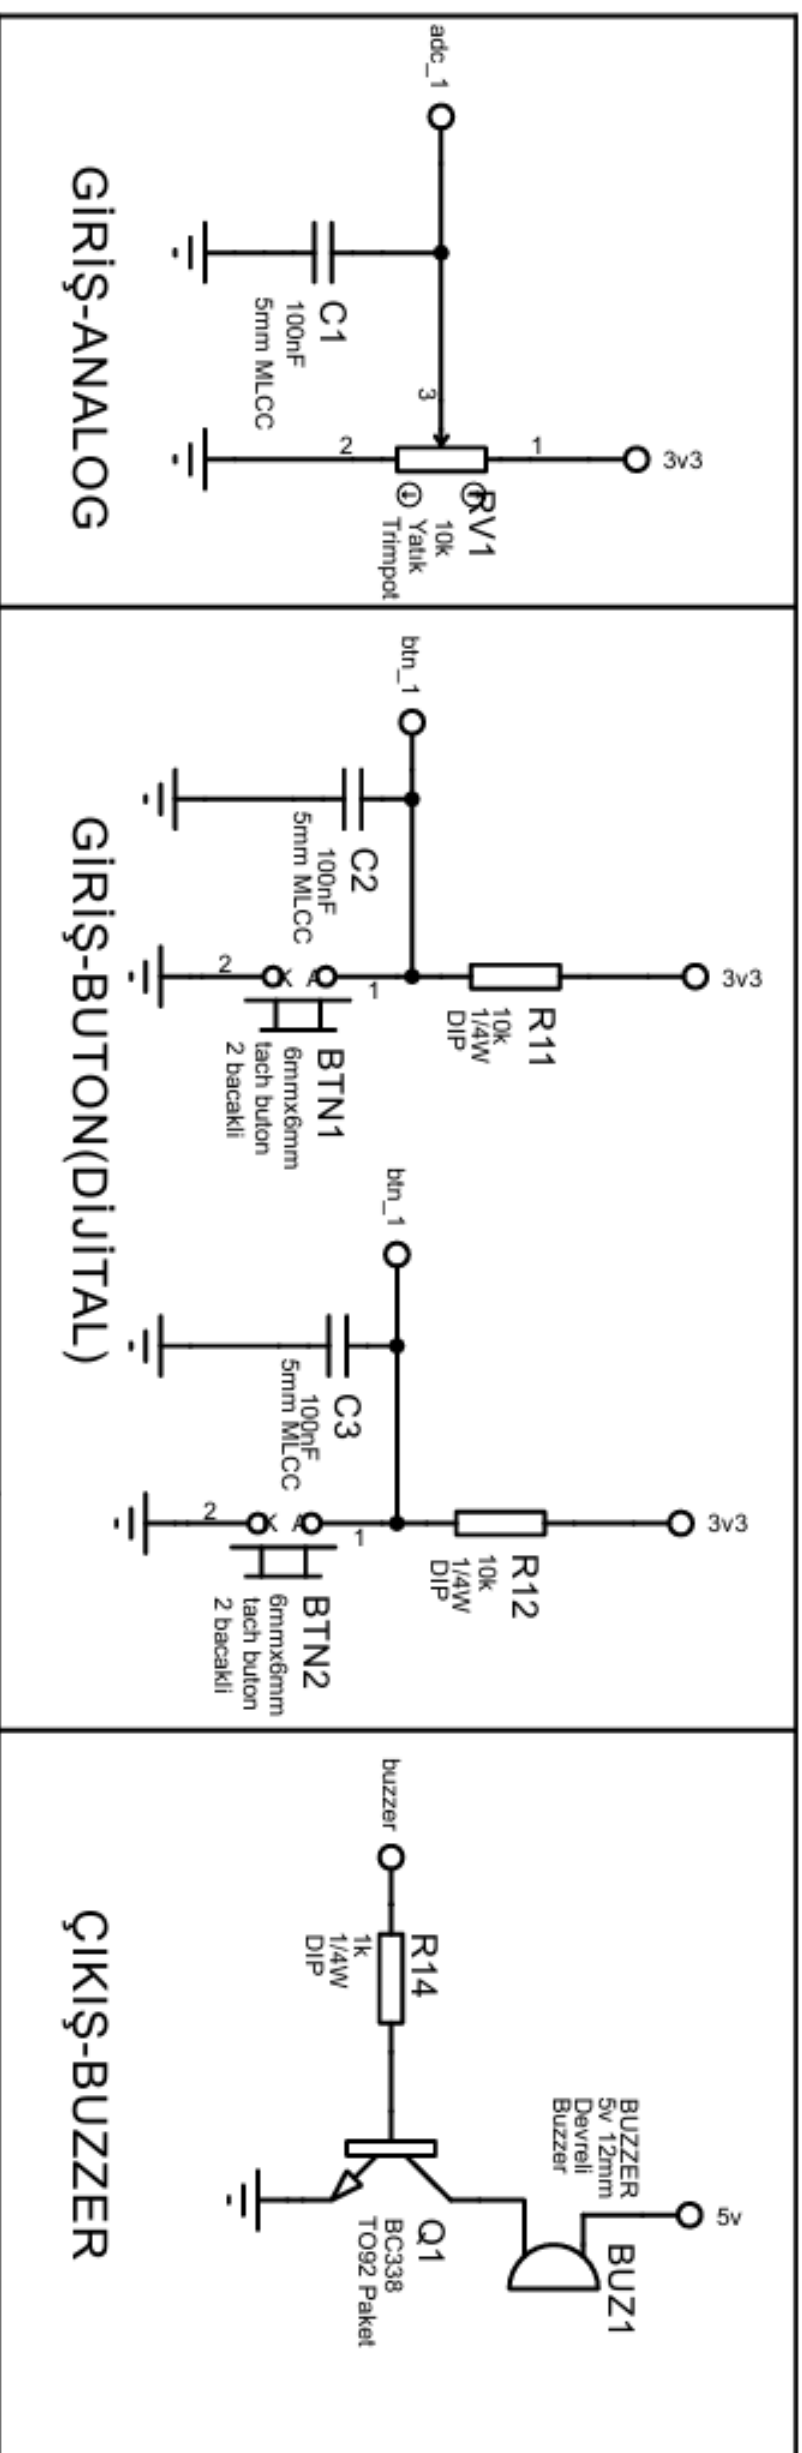 adc_1
3v3
1
3
2
RV1
10k
Yatık
Trimpot
C1
100nF
5mm MLCC
GİRİŞ-ANALOG
3v3
R11
10k
1/4W
DIP
btn_1
C2
100nF
5mm MLCC
1
A
X
2
BTN1
6mmx6mm
tach buton
2 bacakli
3v3
R12
10k
1/4W
DIP
btn_1
C3
100nF
5mm MLCC
1
A
X
2
BTN2
6mmx6mm
tach buton
2 bacakli
GİRİŞ-BUTON(DİJİTAL)
5v
BUZ1
BUZZER
5v 12mm
Devreli
Buzzer
buzzer
R14
1k
1/4W
DIP
Q1
BC338
TO92 Paket
ÇIKIŞ-BUZZER